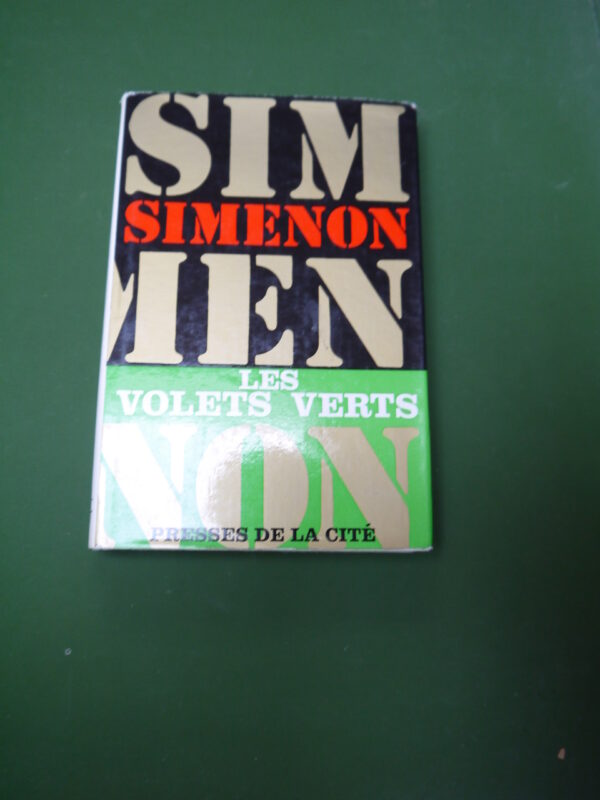 SIM
SIMENON
MEN
LES
VOLETS VERTS
NON
PRESSES DE LA CITÉ